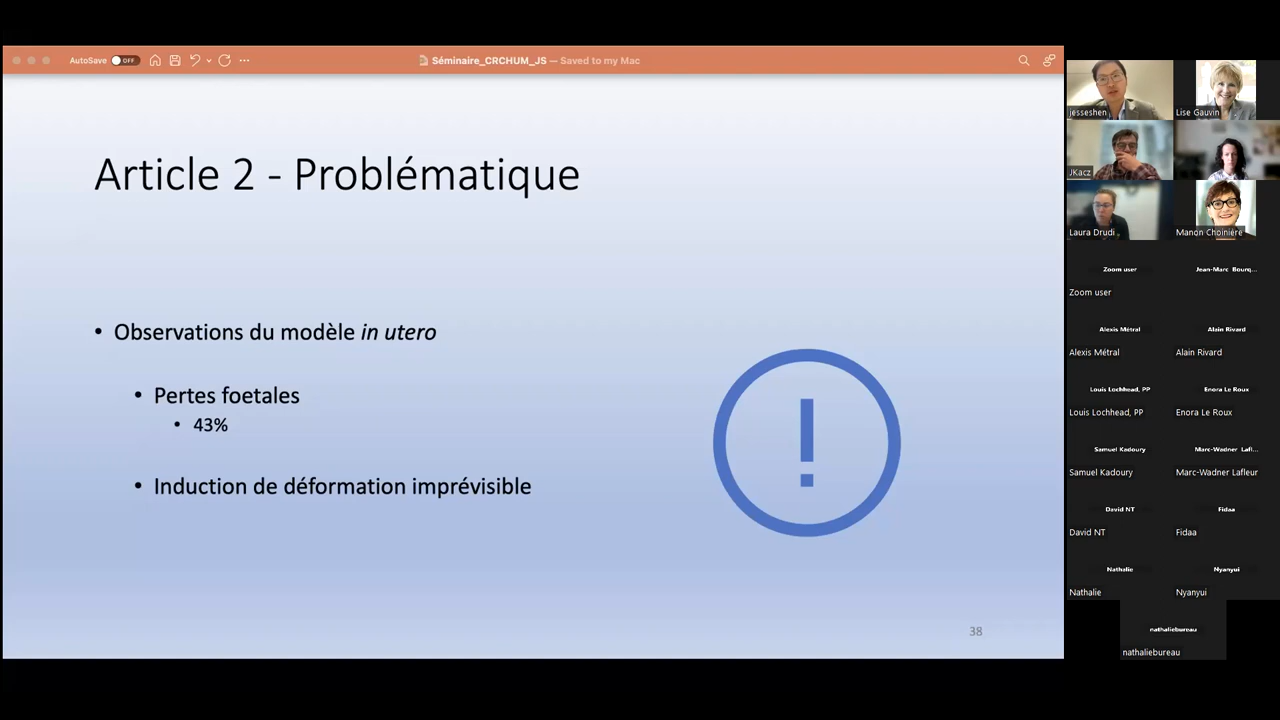 AutoSave OFF
Séminaire_CRCHUM_JS — Saved to my Mac
Article 2 - Problématique
• Observations du modèle in utero
• Pertes foetales
• 43%
• Induction de déformation imprévisible
38
jesseshen
Lise Gauvin
JKacz
Laura Drudi
Manon Choinière
Zoom user
Jean-Marc Bourq...
Zoom user
Alexis Métral
Alain Rivard
Alexis Métral
Alain Rivard
Louis Lochhead, PP
Enora Le Roux
Louis Lochhead, PP
Enora Le Roux
Samuel Kadoury
Marc-Wadner Lafl...
Samuel Kadoury
Marc-Wadner Lafleur
David NT
Fidaa
David NT
Fidaa
Nathalie
Nyanyui
Nathalie
Nyanyui
nathaliebureau
nathaliebureau